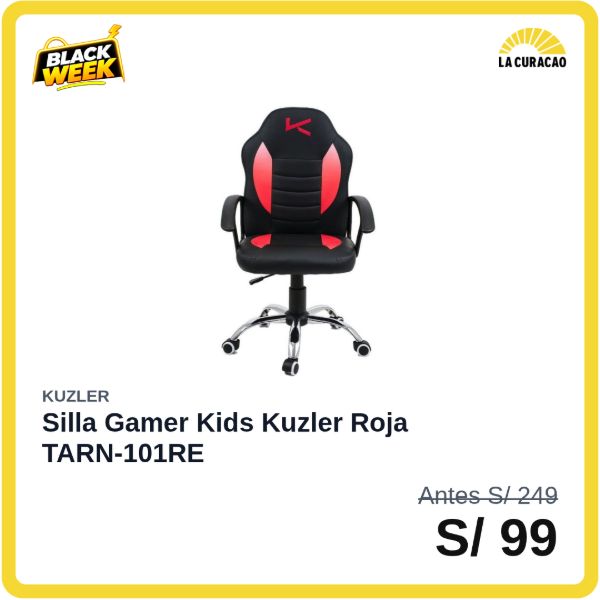 BLACK
WEEK
LA CURACAO
KUZLER
Silla Gamer Kids Kuzler Roja
TARN-101RE
Antes S/ 249
S/ 99